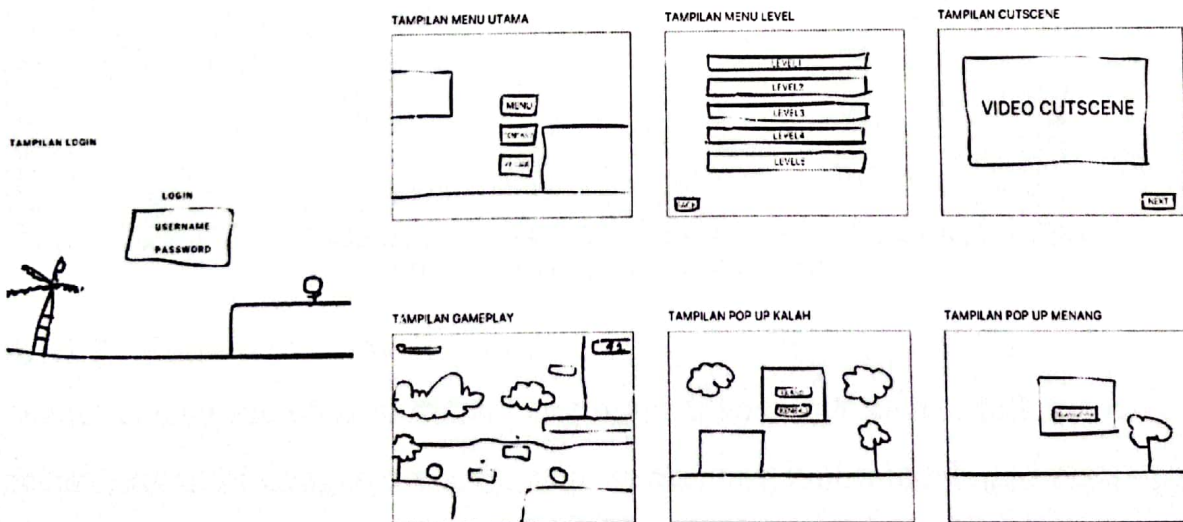 TAMPILAN LOGIN
LOGIN
USERNAME
PASSWORD
TAMPILAN MENU UTAMA
MENU
TAMPILAN MENU LEVEL
LEVEL1
LEVEL2
LEVEL3
LEVEL4
LEVEL5
BACK
TAMPILAN CUTSCENE
VIDEO CUTSCENE
NEXT
TAMPILAN GAMEPLAY
TAMPILAN POP UP KALAH
TAMPILAN POP UP MENANG